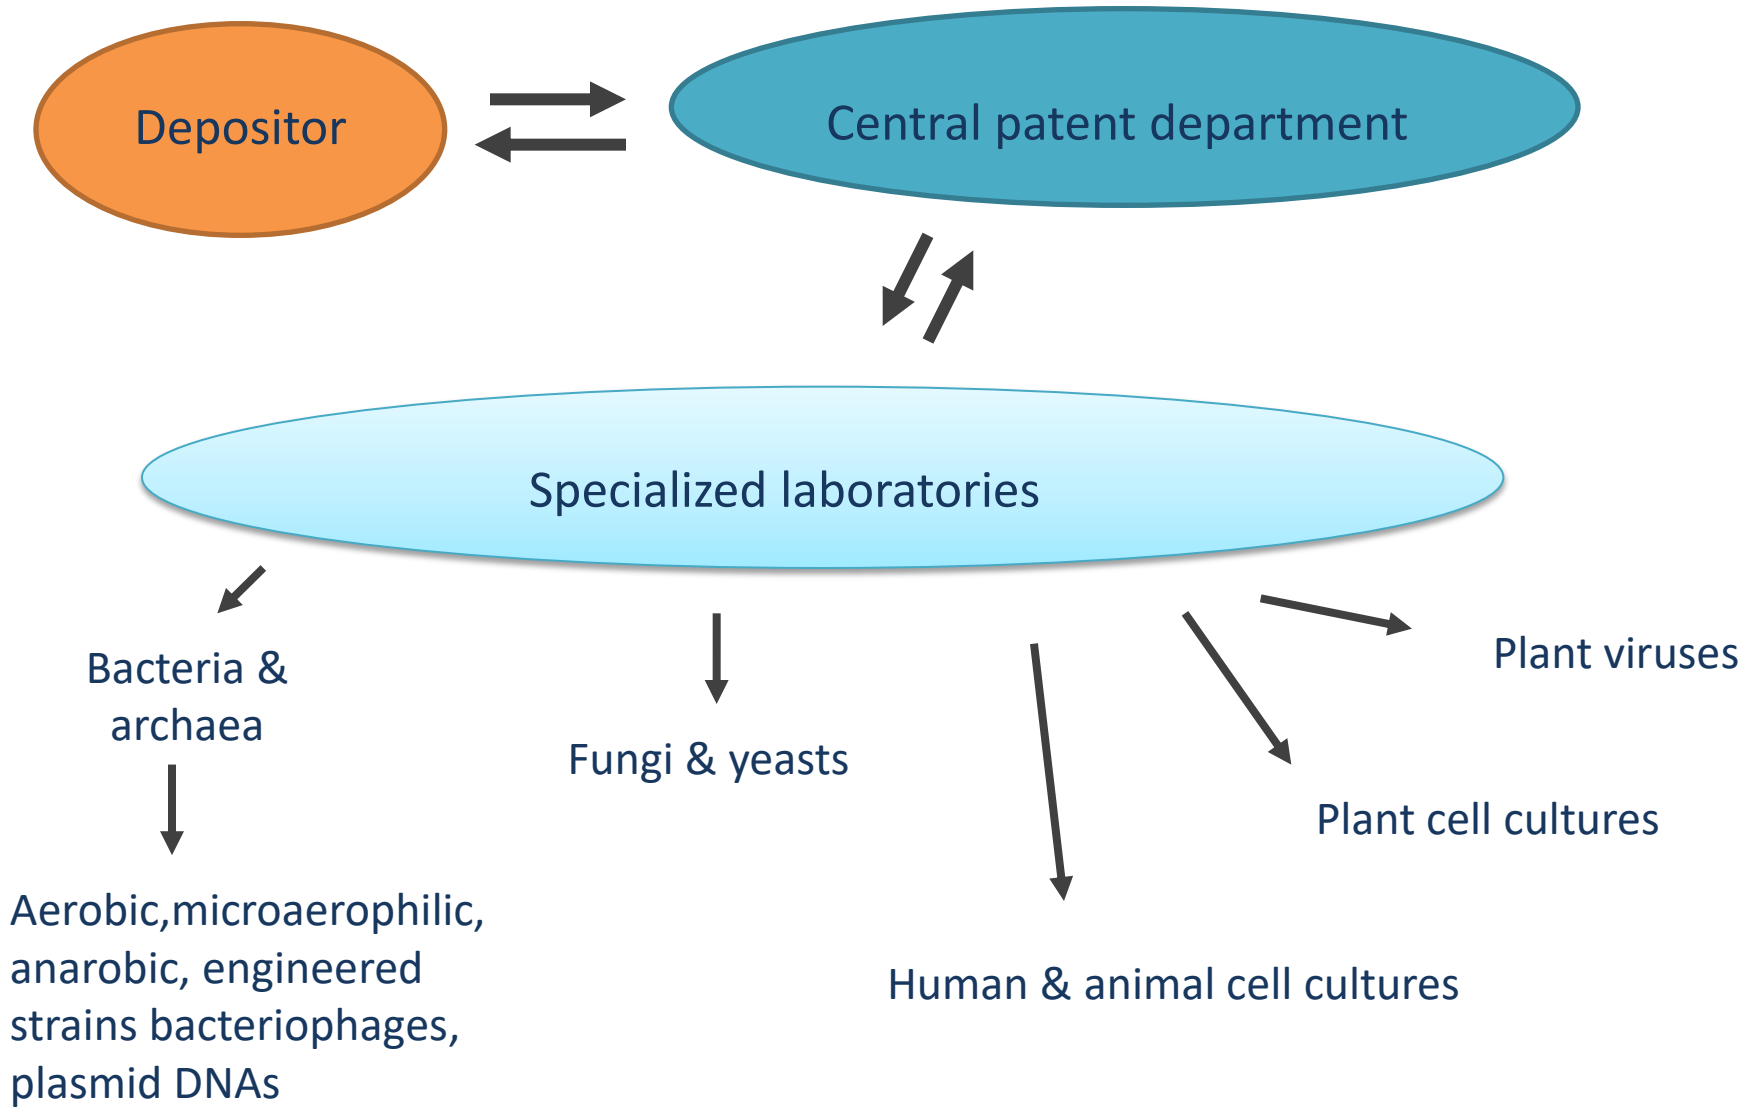 Depositor
Central patent department
Specialized laboratories
Bacteria &
archaea
Fungi & yeasts
Plant viruses
Plant cell cultures
Human & animal cell cultures
Aerobic,microaerophilic,
anarobic, engineered
strains bacteriophages,
plasmid DNAs